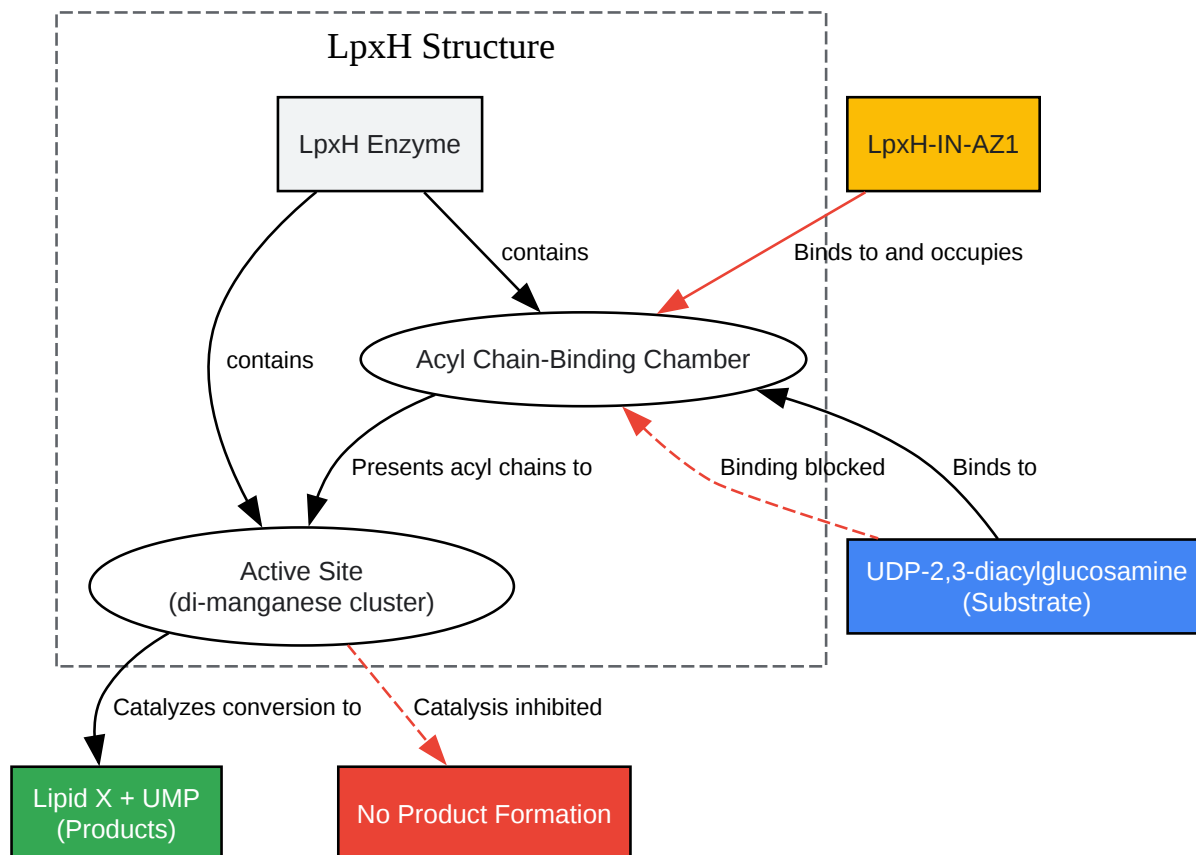 LpxH Structure
LpxH Enzyme
LpxH-IN-AZ1
contains
Binds to and occupies
contains
Acyl Chain-Binding Chamber
Presents acyl chains to
Binding blocked
Binds to
Active Site
(di-manganese cluster)
UDP-2,3-diacylglucosamine
(Substrate)
Catalyzes conversion to
Catalysis inhibited
Lipid X + UMP
(Products)
No Product Formation